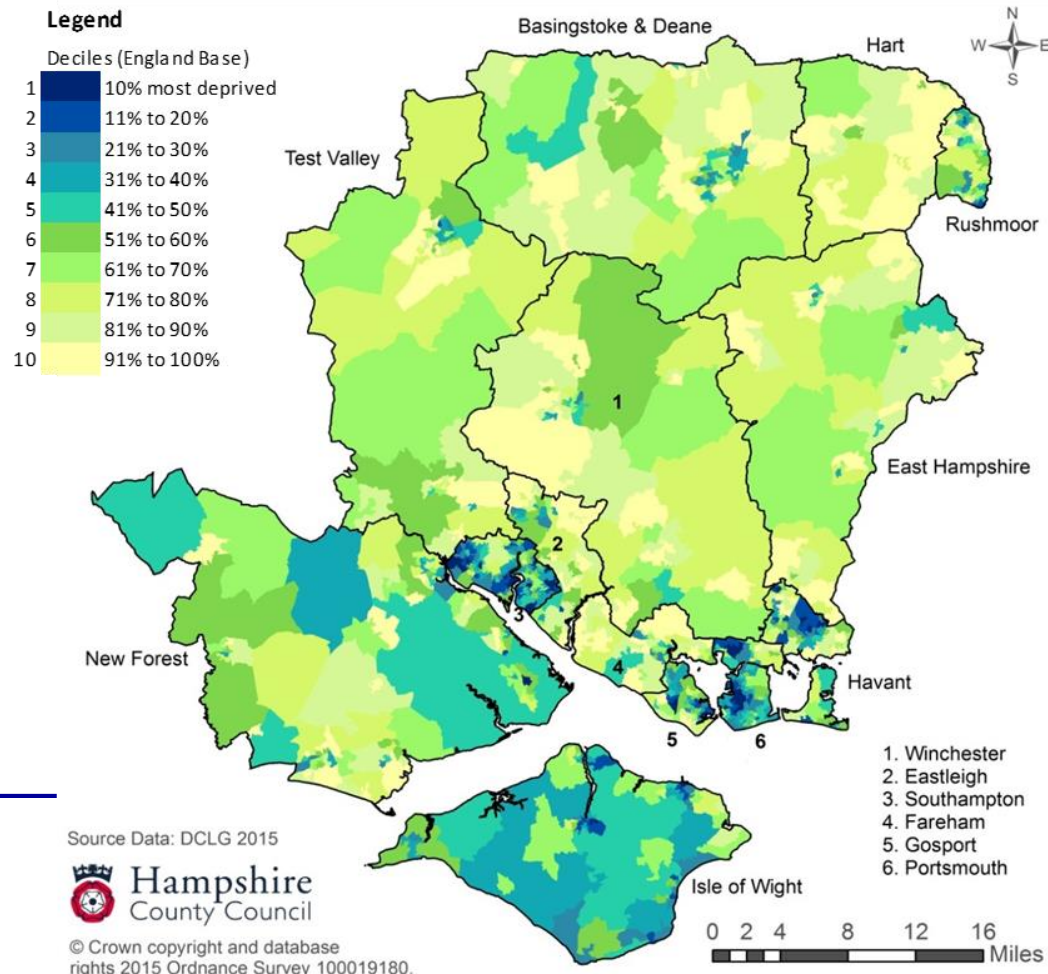 Legend
Deciles (England Base)
1 10% most deprived
2 11% to 20%
3 21% to 30%
4 31% to 40%
5 41% to 50%
6 51% to 60%
7 61% to 70%
8 71% to 80%
9 81% to 90%
10 91% to 100%
Basingstoke & Deane
Hart
N
W E
S
Test Valley
Rushmoor
1
East Hampshire
2
3
New Forest
4
Havant
5 6
1. Winchester
2. Eastleigh
3. Southampton
4. Fareham
5. Gosport
6. Portsmouth
Isle of Wight
Source Data: DCLG 2015
Hampshire
County Council
© Crown copyright and database
rights 2015 Ordnance Survey 100019180.
0 2 4 8 12 16
Miles